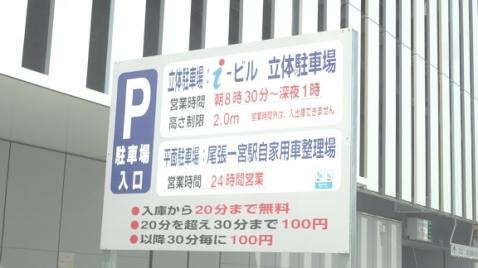 P
駐車場
入口
立体駐車場：i-ビル 立体駐車場
営業時間 朝8時30分～深夜1時
高さ制限 2.0m 営業時間外は、入出庫できません
平面駐車場：尾張一宮駅自家用車整理場
営業時間 24時間営業
●入庫から20分まで無料
●20分を超え30分まで100円
●以降30分毎に100円